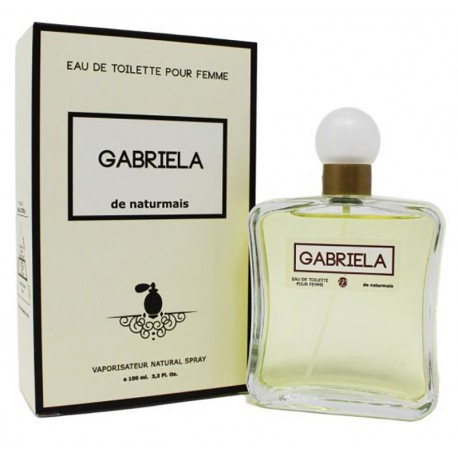 EAU DE TOILETTE POUR FEMME
GABRIELA
de naturmais
VAPORISATEUR NATURAL SPRAY
e 100 ml. 3,3 Fl. Oz.
GABRIELA
EAU DE TOILETTE
POUR FEMME
de naturmais